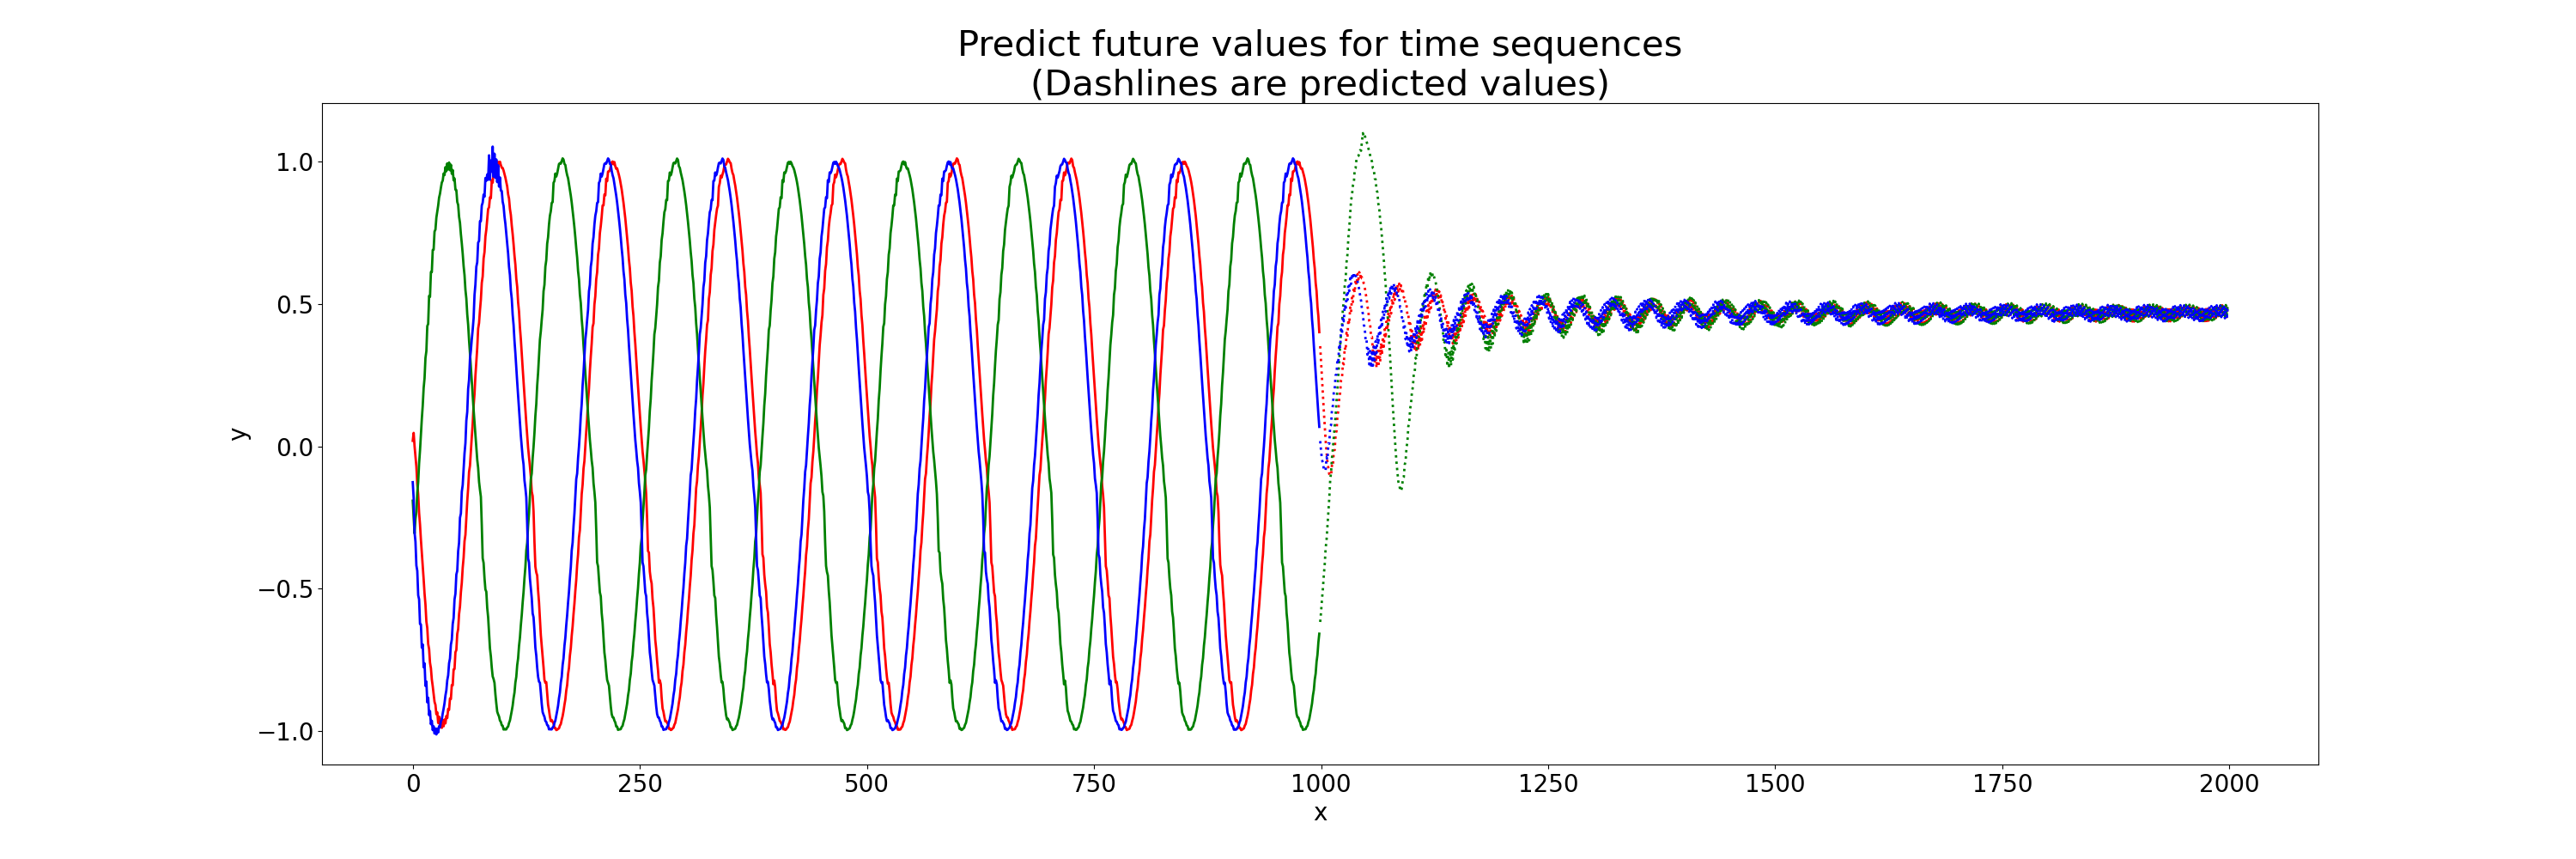 Predict future values for time sequences
(Dashlines are predicted values)
1.0
0.5
0.0
−0.5
−1.0
y
0 250 500 750 1000 1250 1500 1750 2000
x